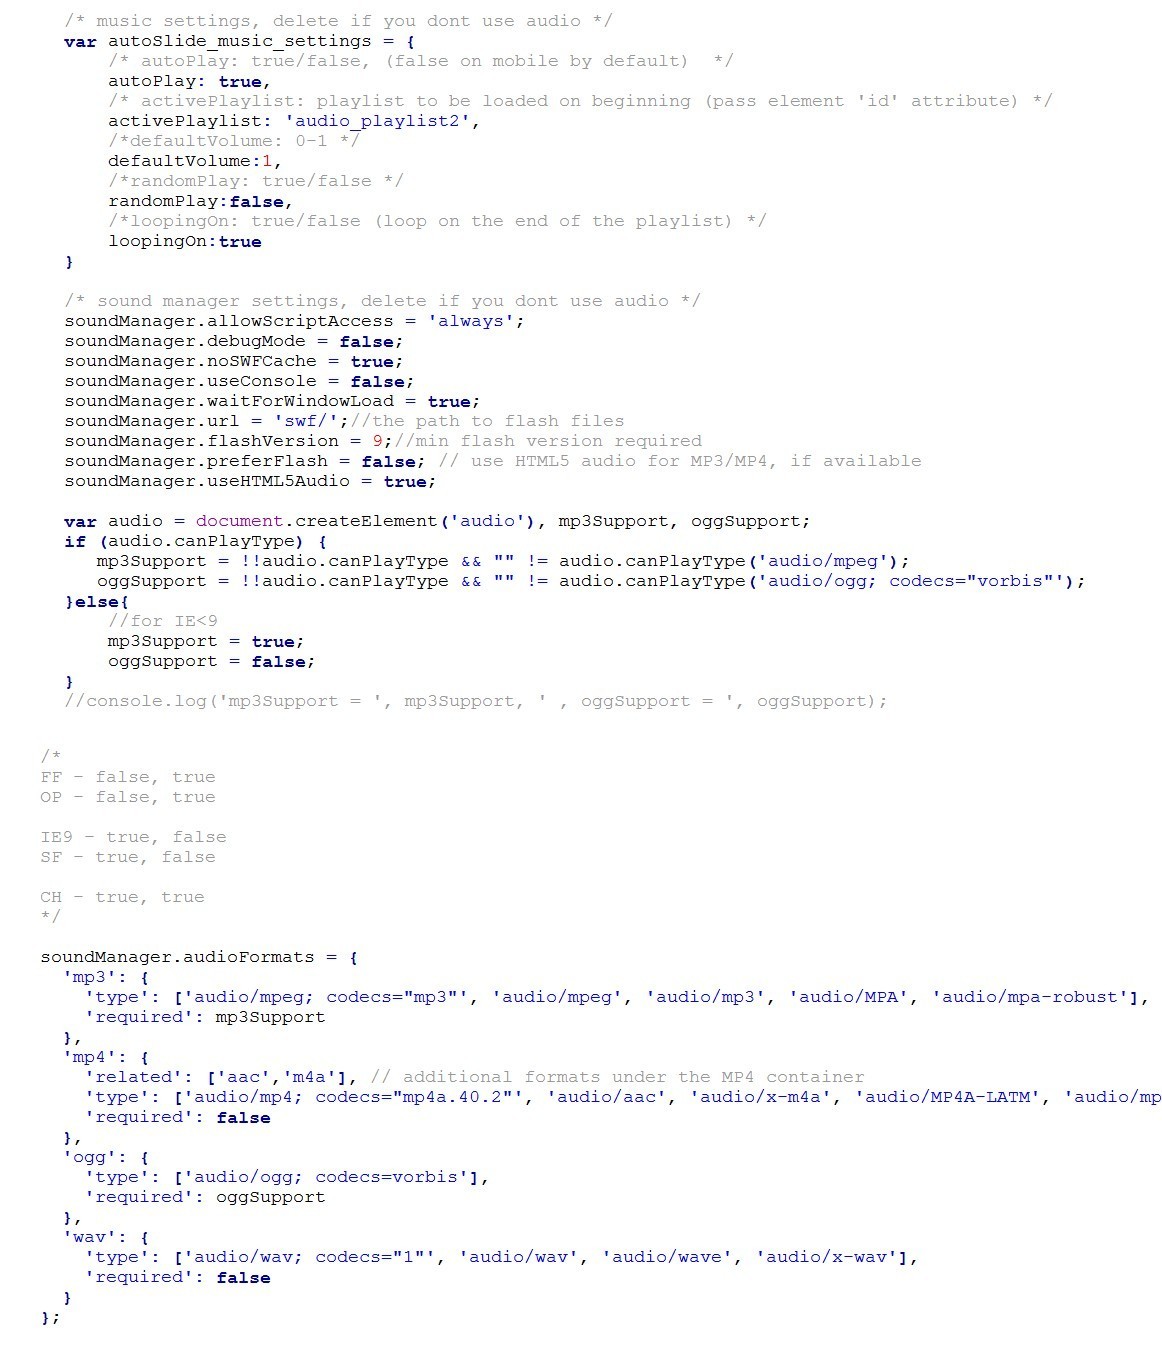 /* music settings, delete if you dont use audio */
var autoSlide_music_settings = {
/* autoPlay: true/false, (false on mobile by default)  */
autoPlay: true,
/* activePlaylist: playlist to be loaded on beginning (pass element 'id' attribute) */
activePlaylist: 'audio_playlist2',
/*defaultVolume: 0-1 */
defaultVolume:1,
/*randomPlay: true/false */
randomPlay:false,
/*loopingOn: true/false (loop on the end of the playlist) */
loopingOn:true
}
/* sound manager settings, delete if you dont use audio */
soundManager.allowScriptAccess = 'always';
soundManager.debugMode = false;
soundManager.noSWFCache = true;
soundManager.useConsole = false;
soundManager.waitForWindowLoad = true;
soundManager.url = 'swf/';//the path to flash files
soundManager.flashVersion = 9;//min flash version required
soundManager.preferFlash = false; // use HTML5 audio for MP3/MP4, if available
soundManager.useHTML5Audio = true;
var audio = document.createElement('audio'), mp3Support, oggSupport;
if (audio.canPlayType) {
mp3Support = !!audio.canPlayType && "" != audio.canPlayType('audio/mpeg');
oggSupport = !!audio.canPlayType && "" != audio.canPlayType('audio/ogg; codecs="vorbis"');
}else{
//for IE<9
mp3Support = true;
oggSupport = false;
}
//console.log('mp3Support = ', mp3Support, ' , oggSupport = ', oggSupport);
/*
FF - false, true
OP - false, true
IE9 - true, false
SF - true, false
CH - true, true
*/
soundManager.audioFormats = {
'mp3': {
'type': ['audio/mpeg; codecs="mp3"', 'audio/mpeg', 'audio/mp3', 'audio/MPA', 'audio/mpa-robust'],
'required': mp3Support
},
'mp4': {
'related': ['aac','m4a'], // additional formats under the MP4 container
'type': ['audio/mp4; codecs="mp4a.40.2"', 'audio/aac', 'audio/x-m4a', 'audio/MP4A-LATM', 'audio/mp
'required': false
},
'ogg': {
'type': ['audio/ogg; codecs=vorbis'],
'required': oggSupport
},
'wav': {
'type': ['audio/wav; codecs="1"', 'audio/wav', 'audio/wave', 'audio/x-wav'],
'required': false
}
};